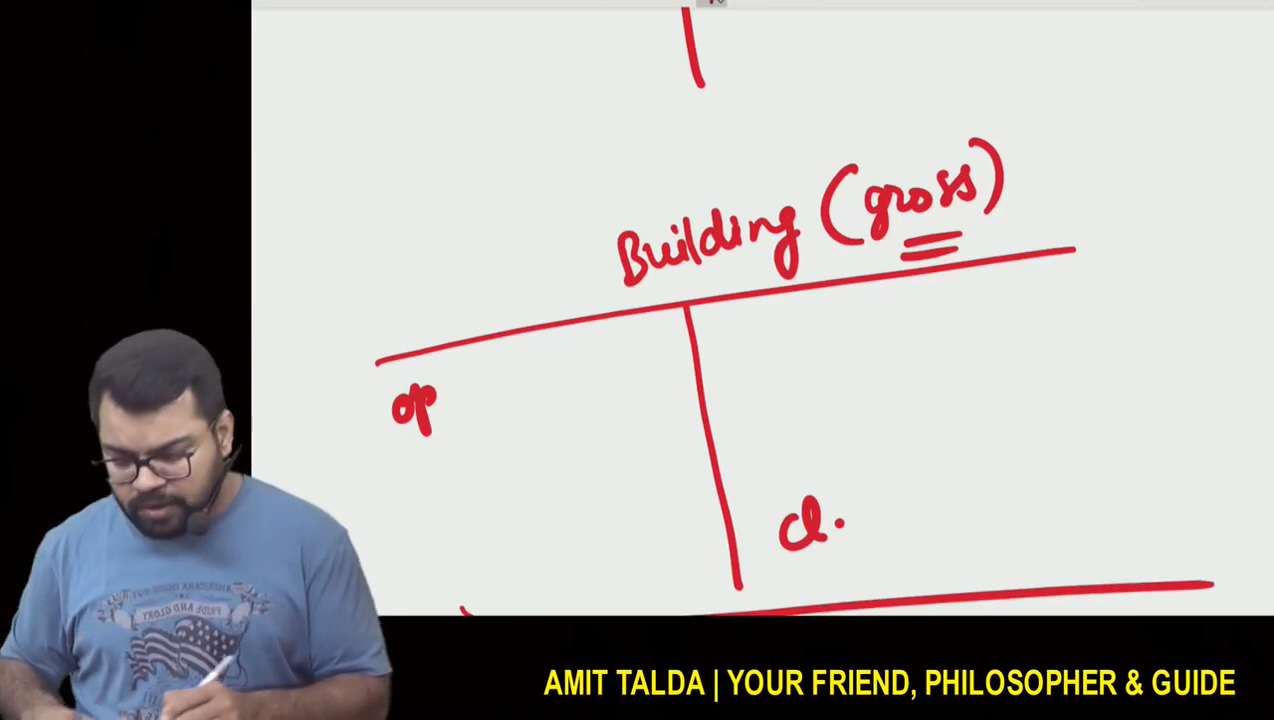 Building (gross)
op
cl.
AMIT TALDA | YOUR FRIEND, PHILOSOPHER & GUIDE